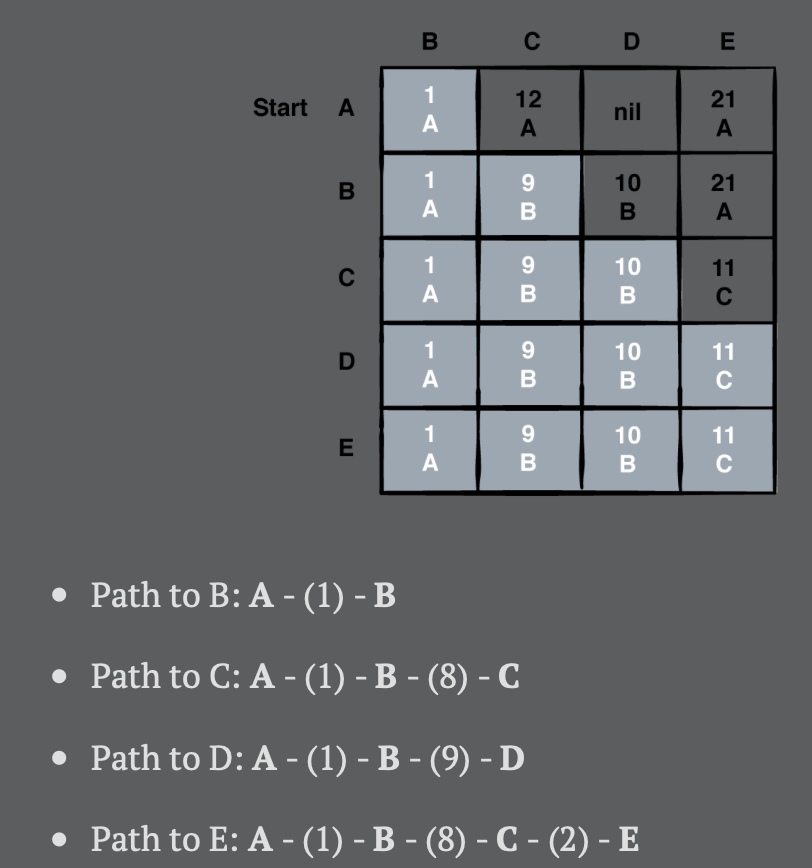 B C D E
Start A 1 12 nil 21
A A A
B 1 9 10 21
A B B A
C 1 9 10 11
A B B C
D 1 9 10 11
A B B C
E 1 9 10 11
A B B C
• Path to B: A - (1) - B
• Path to C: A - (1) - B - (8) - C
• Path to D: A - (1) - B - (9) - D
• Path to E: A - (1) - B - (8) - C - (2) - E